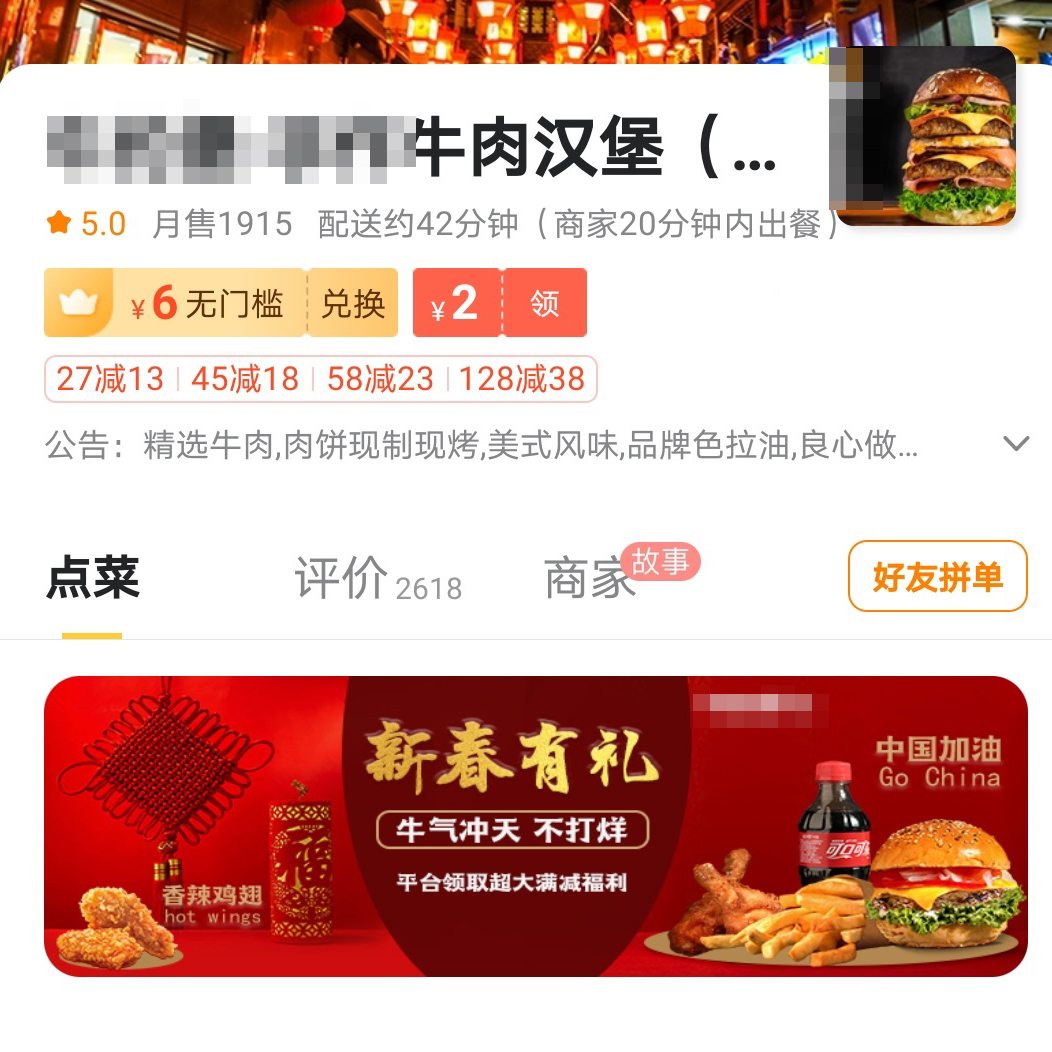 牛肉汉堡（...
5.0 月售1915 配送约42分钟（商家20分钟内出餐）
¥6无门槛 兑换 ¥2 领
27减13 45减18 58减23 128减38
公告：精选牛肉,肉饼现制现烤,美式风味,品牌色拉油,良心做...
点菜 评价 2618 商家 故事 好友拼单
新春有礼
牛气冲天 不打烊
平台领取超大满减福利
香辣鸡翅
hot wings
福
中国加油
Go China
可口可